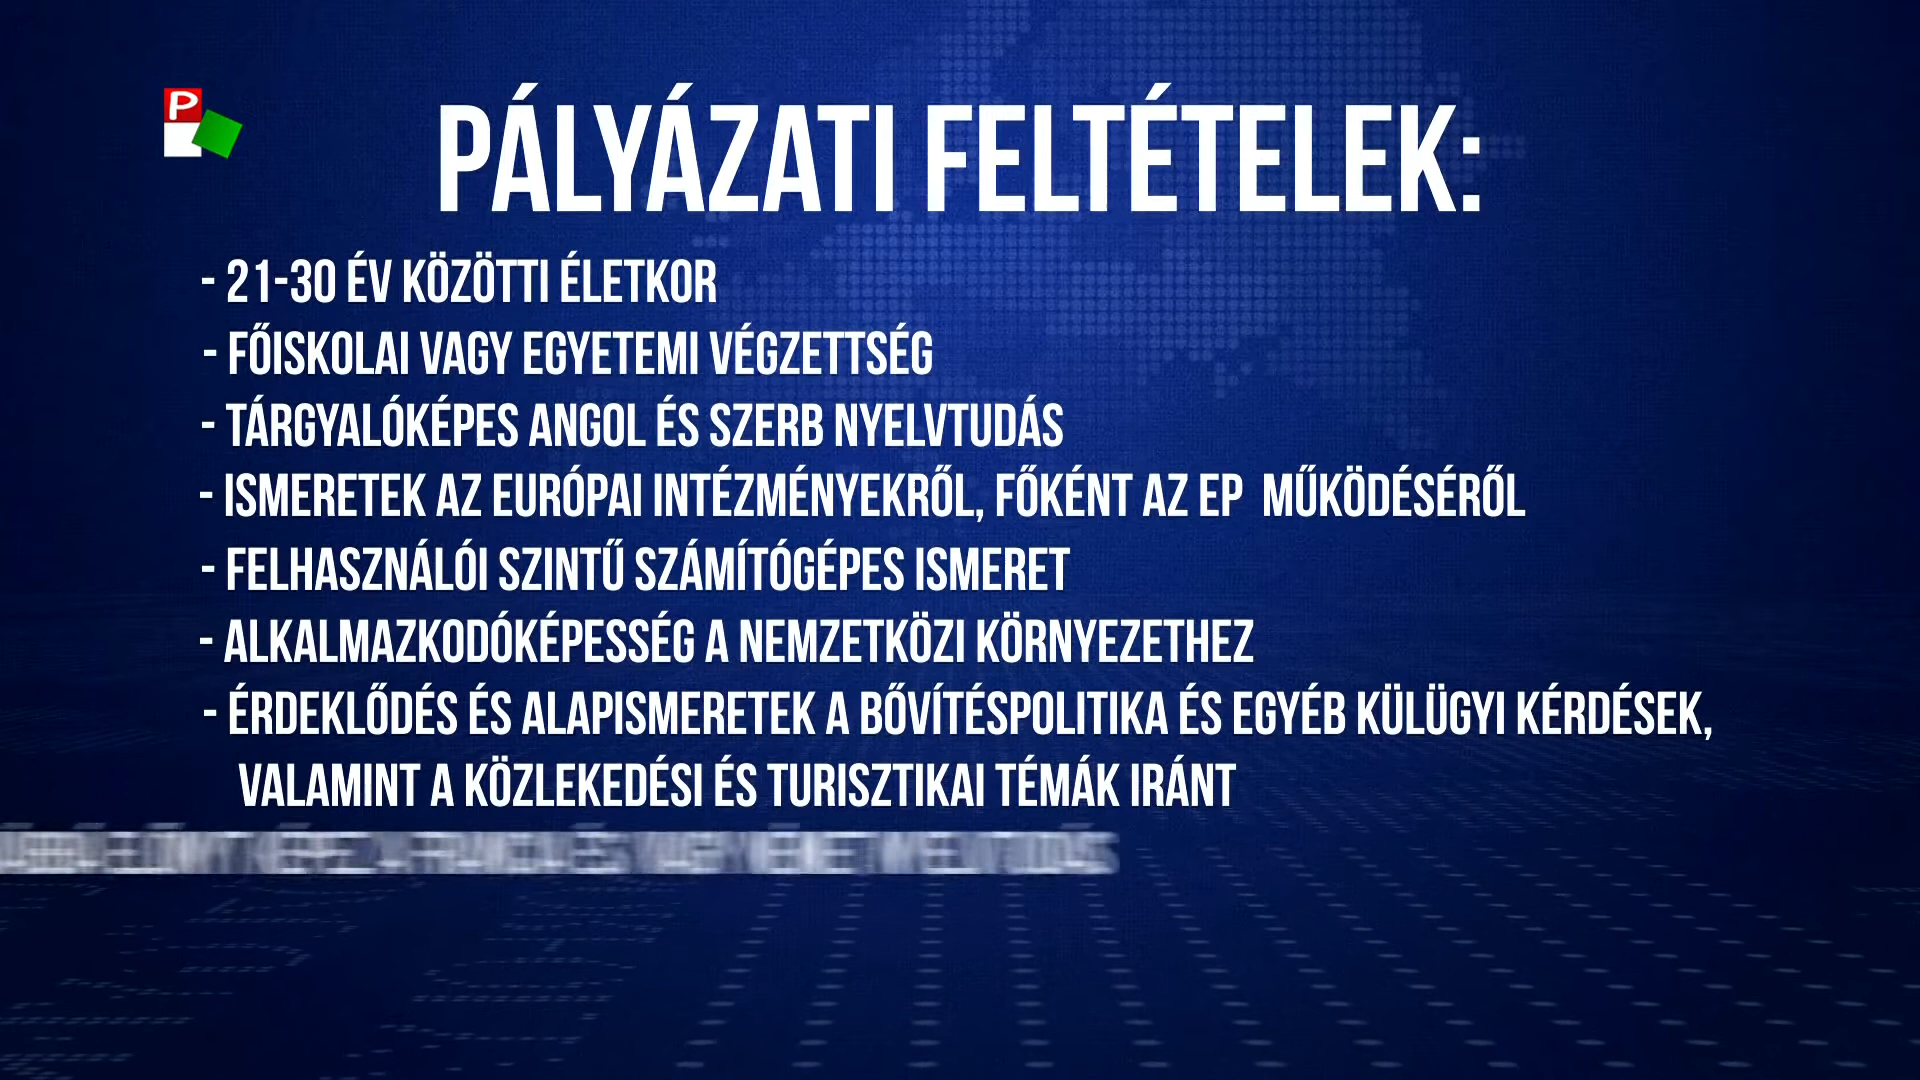 P
PÁLYÁZATI FELTÉTELEK:
- 21-30 ÉV KÖZÖTTI ÉLETKOR
- FŐISKOLAI VAGY EGYETEMI VÉGZETTSÉG
- TÁRGYALÓKÉPES ANGOL ÉS SZERB NYELVTUDÁS
- ISMERETEK AZ EURÓPAI INTÉZMÉNYEKRŐL, FŐKÉNT AZ EP MŰKÖDÉSÉRŐL
- FELHASZNÁLÓI SZINTŰ SZÁMÍTÓGÉPES ISMERET
- ALKALMAZKODÓKÉPESSÉG A NEMZETKÖZI KÖRNYEZETHEZ
- ÉRDEKLŐDÉS ÉS ALAPISMERETEK A BŐVÍTÉSPOLITIKA ÉS EGYÉB KÜLÜGYI KÉRDÉSEK,
VALAMINT A KÖZLEKEDÉSI ÉS TURISZTIKAI TÉMÁK IRÁNT